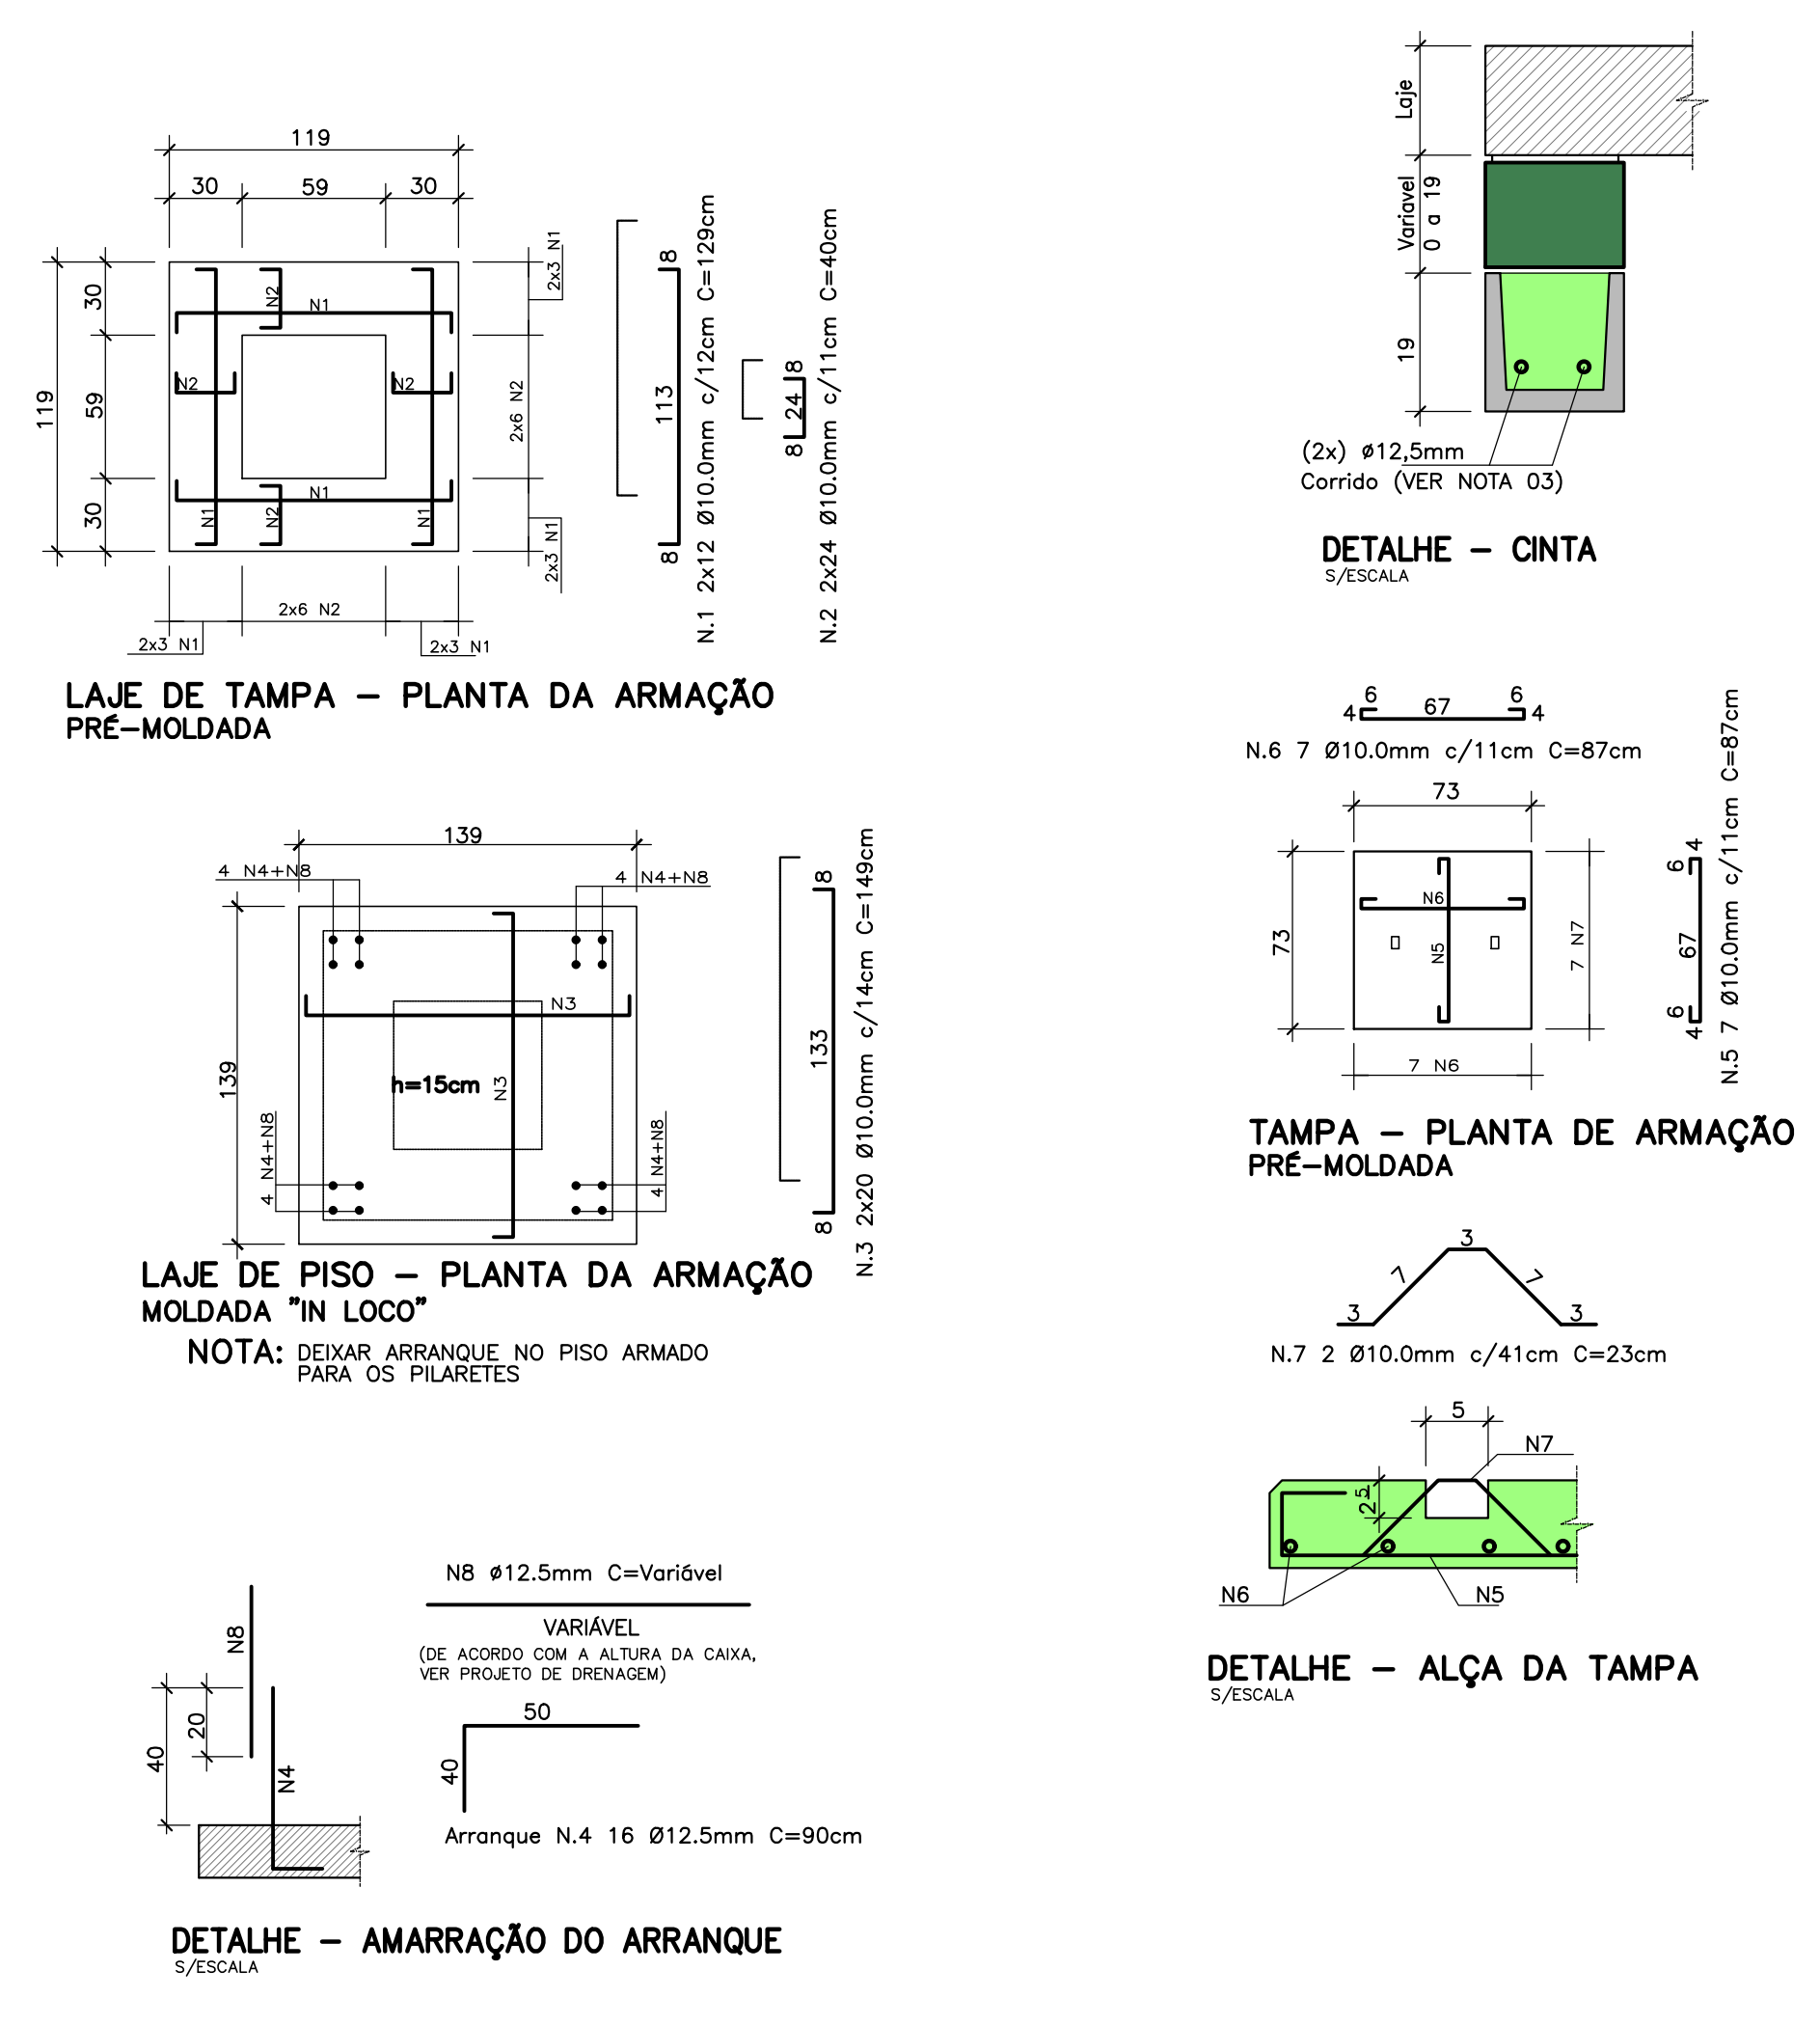 119
30 59 30
30
59
30
119
N1
N2
N2
N2
N1
N1
N2
N1
2x3 N1
2x6 N2
2x3 N1
2x6 N2
2x3 N1
2x3 N1
8
113
8
N.1 2x12 Ø10.0mm c/12cm C=129cm
8
24
8
N.2 2x24 Ø10.0mm c/11cm C=40cm
LAJE DE TAMPA – PLANTA DA ARMAÇÃO
PRÉ–MOLDADA
139
4 N4+N8
4 N4+N8
139
N3
h=15cm
N3
4 N4+N8
4 N4+N8
8
133
8
N.3 2x20 Ø10.0mm c/14cm C=149cm
LAJE DE PISO – PLANTA DA ARMAÇÃO
MOLDADA "IN LOCO"
NOTA: DEIXAR ARRANQUE NO PISO ARMADO
PARA OS PILARETES
N8 ø12.5mm C=Variável
VARIÁVEL
(DE ACORDO COM A ALTURA DA CAIXA,
VER PROJETO DE DRENAGEM)
N8
20
40
N4
50
40
Arranque N.4 16 Ø12.5mm C=90cm
DETALHE – AMARRAÇÃO DO ARRANQUE
S/ESCALA
Laje
Variavel
0 a 19
19
(2x) ø12,5mm
Corrido (VER NOTA 03)
DETALHE – CINTA
S/ESCALA
6 6
4 67 4
N.6 7 Ø10.0mm c/11cm C=87cm
73
73
N6
N5
7 N7
7 N6
4
6
67
6
4
N.5 7 Ø10.0mm c/11cm C=87cm
TAMPA – PLANTA DE ARMAÇÃO
PRÉ–MOLDADA
3
7 7
3 3
N.7 2 Ø10.0mm c/41cm C=23cm
5
N7
2 5
N6
N5
DETALHE – ALÇA DA TAMPA
S/ESCALA